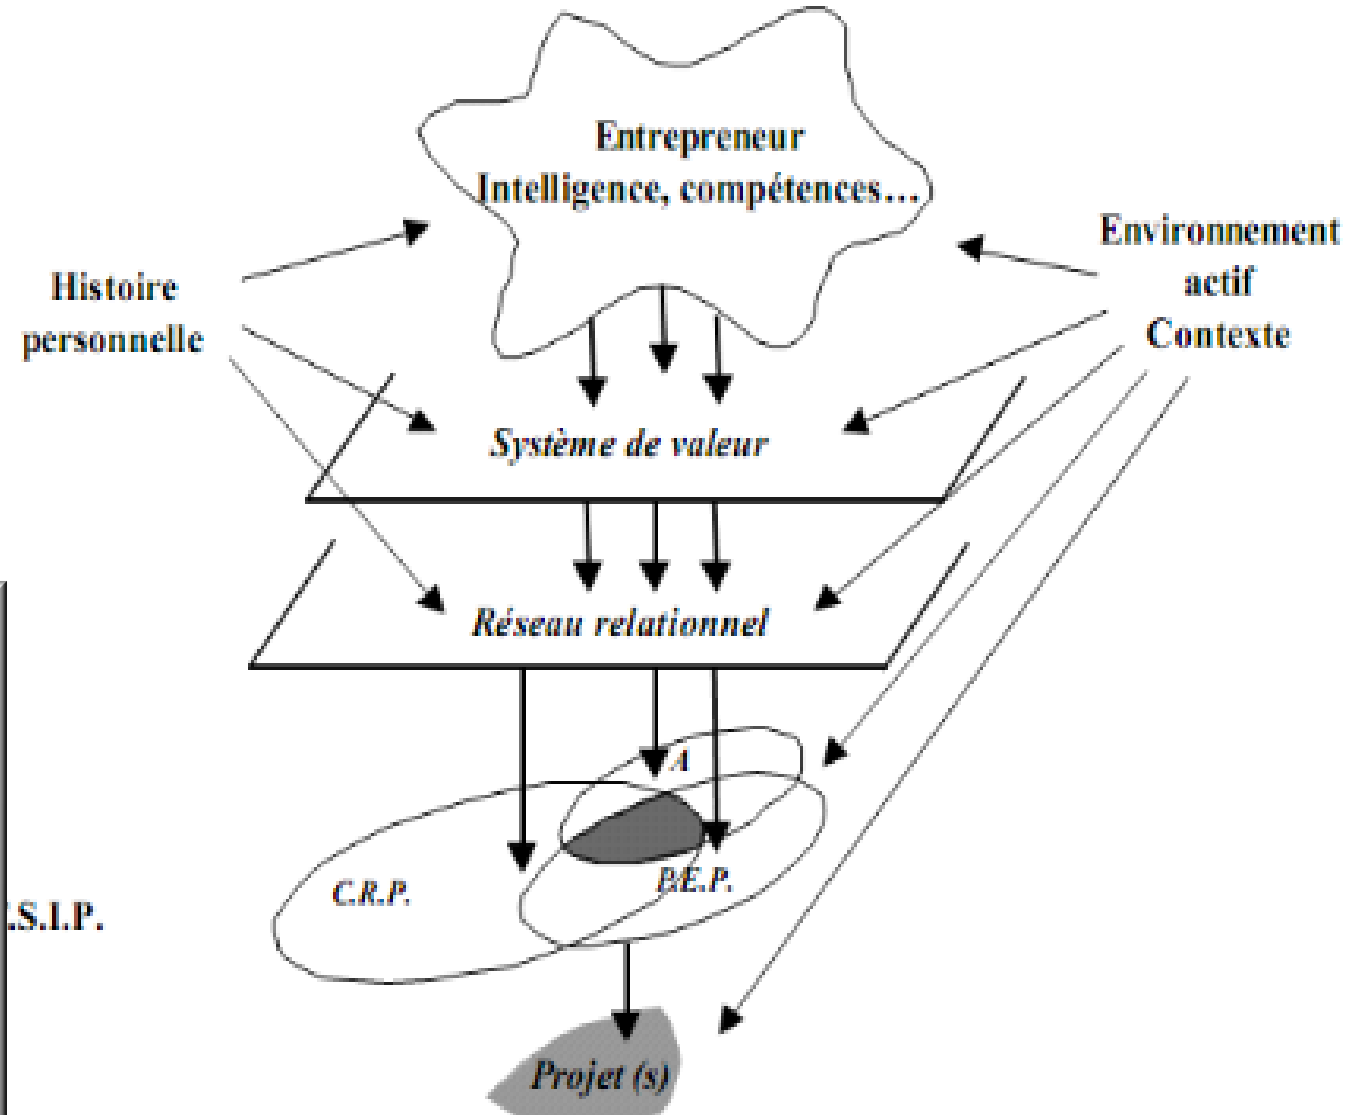 Entrepreneur
Intelligence, compétences...
Environnement
actif
Contexte
Histoire
personnelle
Système de valeur
Réseau relationnel
A
C.R.P.
P.E.P.
.S.I.P.
Projet (s)